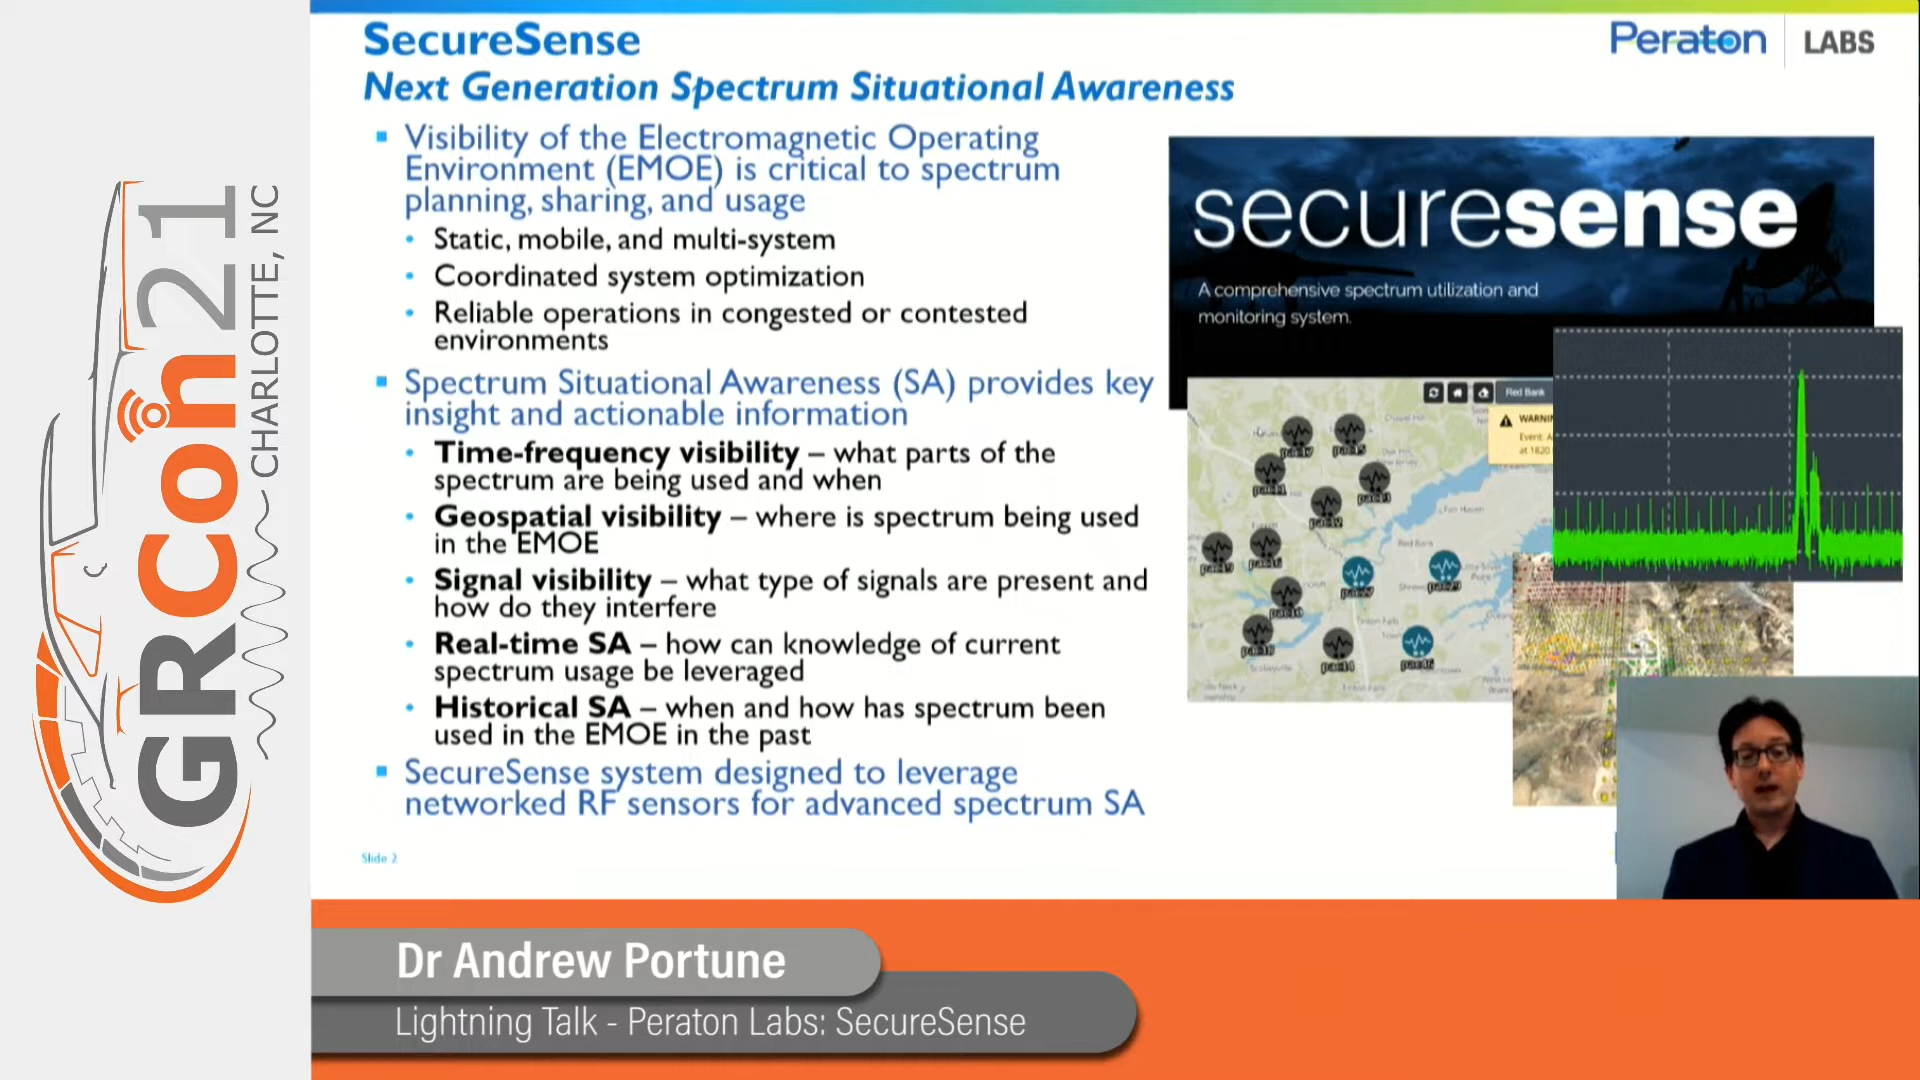 SecureSense
Next Generation Spectrum Situational Awareness
Peraton LABS
Visibility of the Electromagnetic Operating
Environment (EMOE) is critical to spectrum
planning, sharing, and usage
Static, mobile, and multi-system
Coordinated system optimization
Reliable operations in congested or contested
environments
Spectrum Situational Awareness (SA) provides key
insight and actionable information
Time-frequency visibility – what parts of the
spectrum are being used and when
Geospatial visibility – where is spectrum being used
in the EMOE
Signal visibility – what type of signals are present and
how do they interfere
Real-time SA – how can knowledge of current
spectrum usage be leveraged
Historical SA – when and how has spectrum been
used in the EMOE in the past
SecureSense system designed to leverage
networked RF sensors for advanced spectrum SA
Slide 2
securesense
A comprehensive spectrum utilization and
monitoring system.
Red Bank
Red Bank
GRCon21
CHARLOTTE, NC
Dr Andrew Portune
Lightning Talk - Peraton Labs: SecureSense